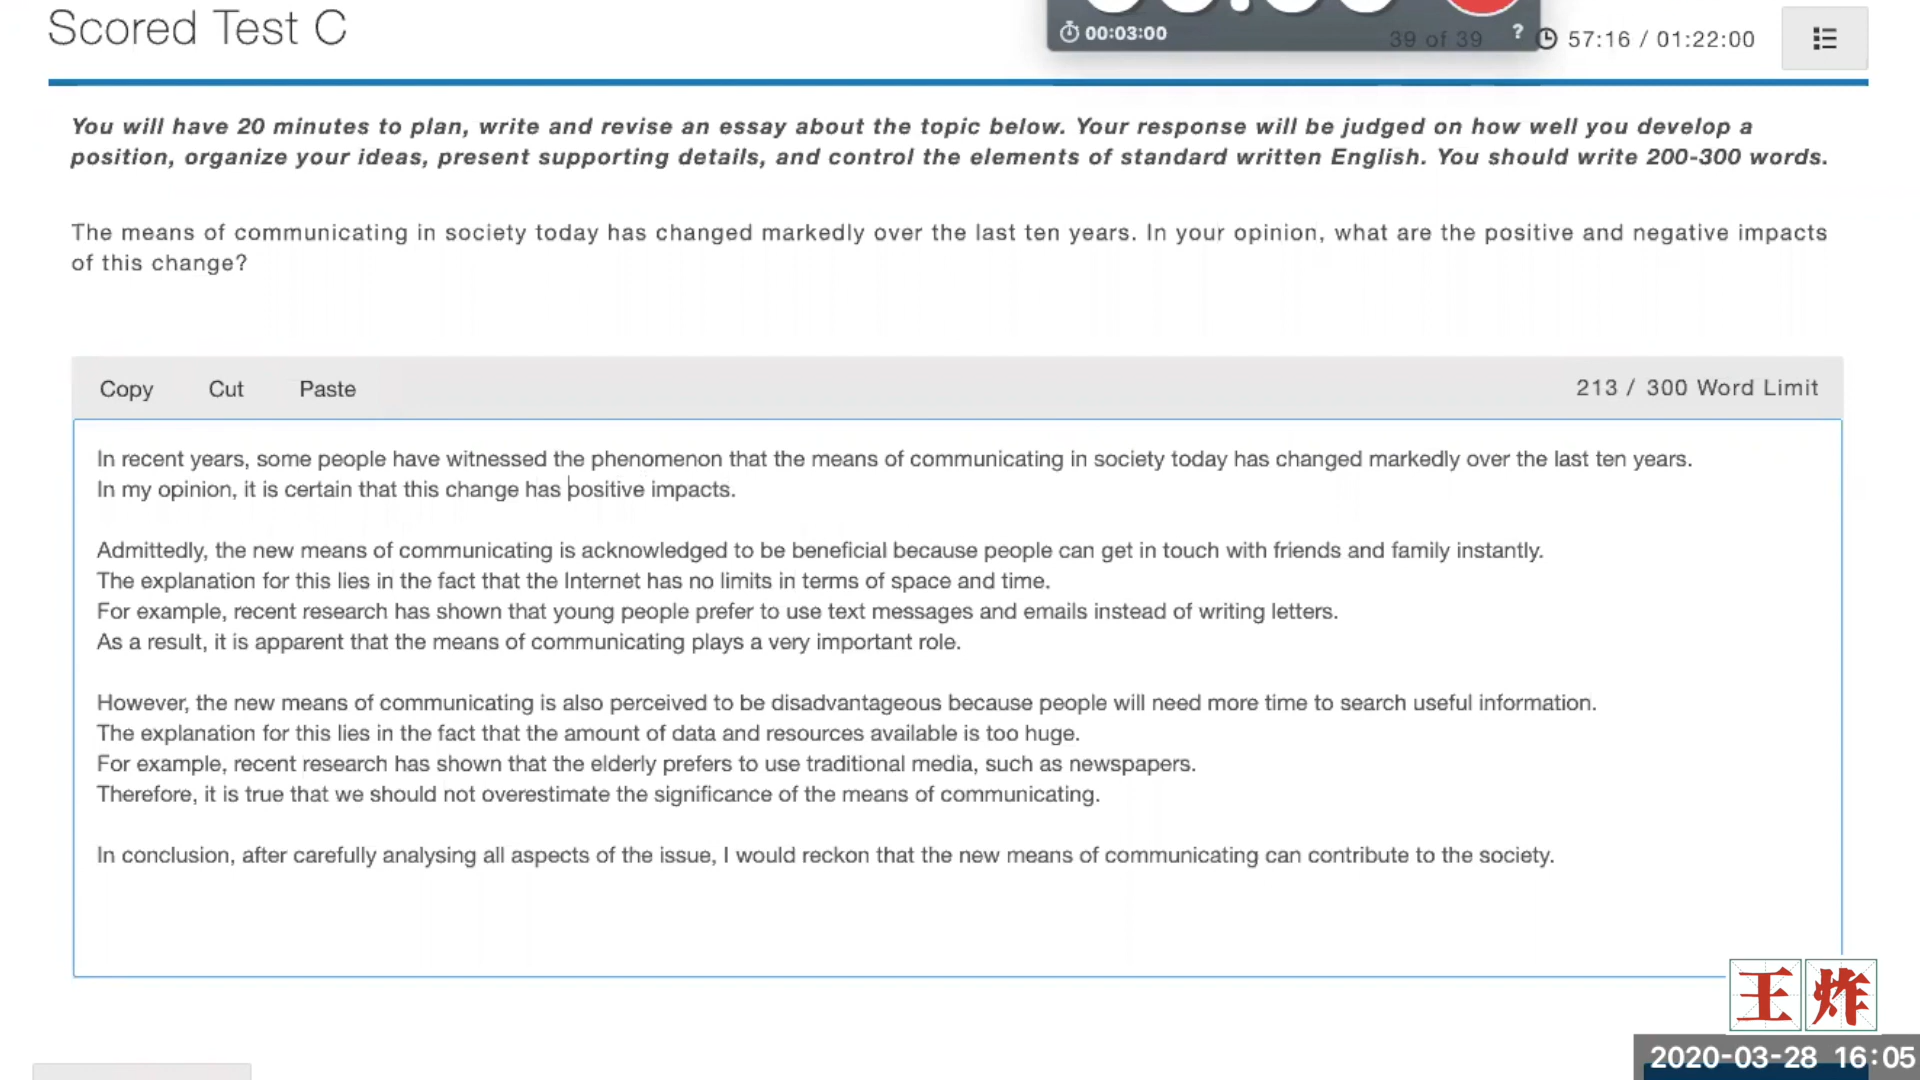 Scored Test C
00:03:00
?
39 of 39
57:16 / 01:22:00
You will have 20 minutes to plan, write and revise an essay about the topic below. Your response will be judged on how well you develop a
position, organize your ideas, present supporting details, and control the elements of standard written English. You should write 200-300 words.
The means of communicating in society today has changed markedly over the last ten years. In your opinion, what are the positive and negative impacts
of this change?
Copy Cut Paste
213 / 300 Word Limit
In recent years, some people have witnessed the phenomenon that the means of communicating in society today has changed markedly over the last ten years.
In my opinion, it is certain that this change has positive impacts.
Admittedly, the new means of communicating is acknowledged to be beneficial because people can get in touch with friends and family instantly.
The explanation for this lies in the fact that the Internet has no limits in terms of space and time.
For example, recent research has shown that young people prefer to use text messages and emails instead of writing letters.
As a result, it is apparent that the means of communicating plays a very important role.
However, the new means of communicating is also perceived to be disadvantageous because people will need more time to search useful information.
The explanation for this lies in the fact that the amount of data and resources available is too huge.
For example, recent research has shown that the elderly prefers to use traditional media, such as newspapers.
Therefore, it is true that we should not overestimate the significance of the means of communicating.
In conclusion, after carefully analysing all aspects of the issue, I would reckon that the new means of communicating can contribute to the society.
王炸
2020-03-28 16:05